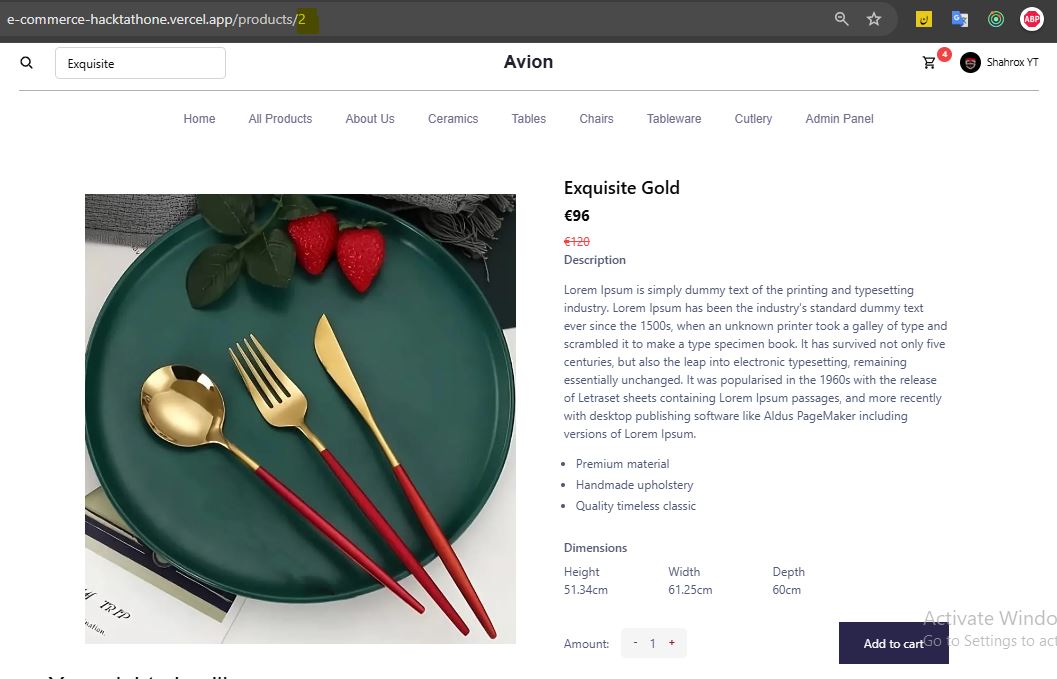 e-commerce-hacktathone.vercel.app/products/2
ABP
Exquisite
Avion
4
Shahrox YT
Home All Products About Us Ceramics Tables Chairs Tableware Cutlery Admin Panel
Exquisite Gold
€96
€120
Description
Lorem Ipsum is simply dummy text of the printing and typesetting
industry. Lorem Ipsum has been the industry's standard dummy text
ever since the 1500s, when an unknown printer took a galley of type and
scrambled it to make a type specimen book. It has survived not only five
centuries, but also the leap into electronic typesetting, remaining
essentially unchanged. It was popularised in the 1960s with the release
of Letraset sheets containing Lorem Ipsum passages, and more recently
with desktop publishing software like Aldus PageMaker including
versions of Lorem Ipsum.
Premium material
Handmade upholstery
Quality timeless classic
Dimensions
Height Width Depth
51.34cm 61.25cm 60cm
Amount: - 1 +
Add to cart
Activate Windo
Go to Settings to act
TRIP